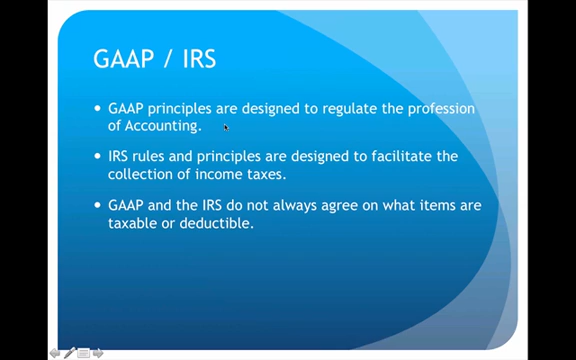 GAAP / IRS
• GAAP principles are designed to regulate the profession
of Accounting.
• IRS rules and principles are designed to facilitate the
collection of income taxes.
• GAAP and the IRS do not always agree on what items are
taxable or deductible.